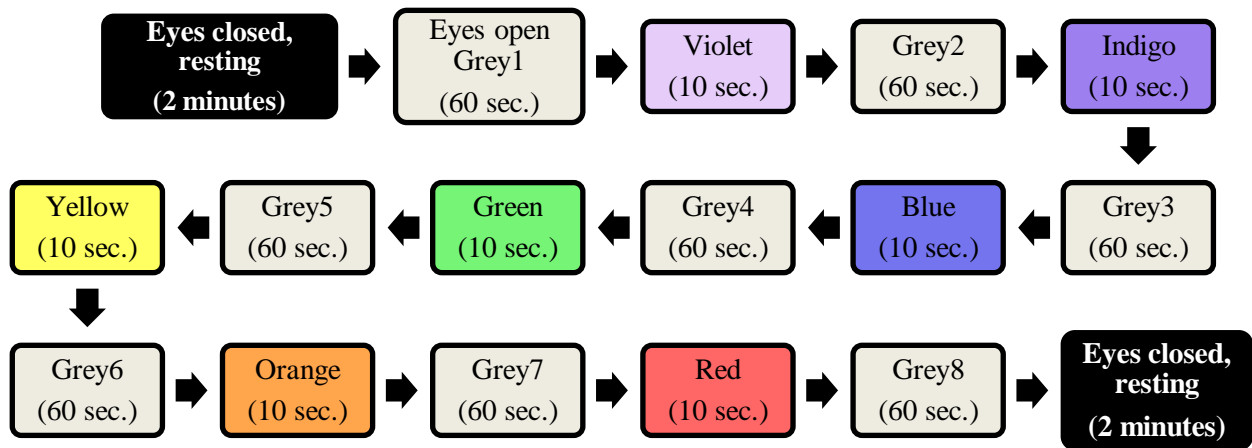 Eyes closed,
resting
(2 minutes)
Eyes open
Grey1
(60 sec.)
Violet
(10 sec.)
Grey2
(60 sec.)
Indigo
(10 sec.)
Grey3
(60 sec.)
Blue
(10 sec.)
Grey4
(60 sec.)
Green
(10 sec.)
Grey5
(60 sec.)
Yellow
(10 sec.)
Grey6
(60 sec.)
Orange
(10 sec.)
Grey7
(60 sec.)
Red
(10 sec.)
Grey8
(60 sec.)
Eyes closed,
resting
(2 minutes)